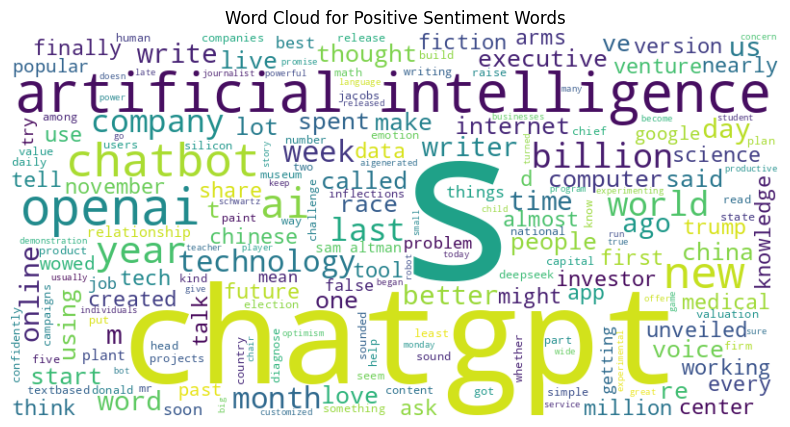 Word Cloud for Positive Sentiment Words
human companies best release fiction arms ve version us concern
finally write live thought build executive venture nearly
popular doesn late journalist powerful promise math writing raise language many
artificial intelligence
power jacobs released businesses become student
among company lot spent make internet chief google day plan
try use users silicon number emotion writer billion science
value daily chatbot week data two aigenerated turned
tell november museum keep story called d computer said
openai ai share t schwartz paint way inflections race S things time experimenting productive
relationship challenge last almost world read state knowledge
demonstration chinese small child program know ago trump
year wowed sam altman problem people run true
product technology player tool robot today national first china
online usually teacher job tech kind mean false began deepseek capital investor
individuals give created future election one better might app medical
campaigns using put m talk chatgpt new offer game valuation sure
confidently five plant head projects optimism country chair diagnose sounded help least sound whether part wide unveiled firm
start textbased donald mr past monday seem voice getting experimental great re working every
bot soon month love content ask got simple service million center
think word big customized something